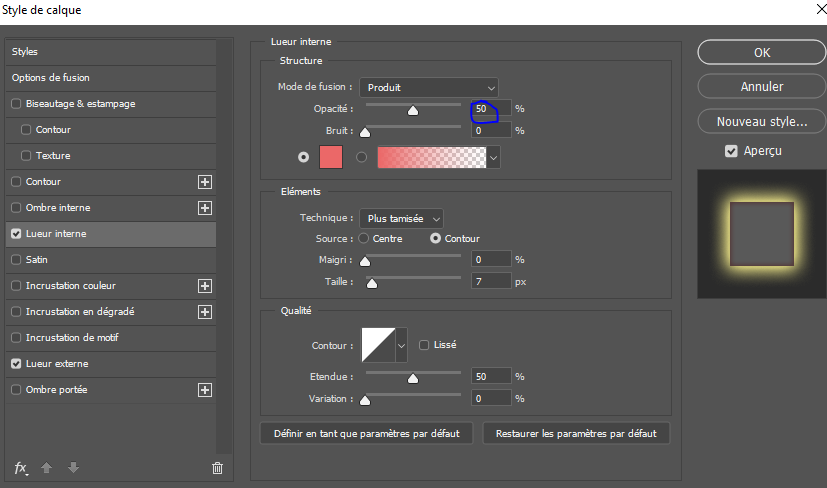 Style de calque
Styles
Options de fusion
Biseautage & estampage
Contour
Texture
Contour
Ombre interne
Lueur interne
Satin
Incrustation couleur
Incrustation en dégradé
Incrustation de motif
Lueur externe
Ombre portée
fx
Lueur interne
Structure
Mode de fusion : Produit
Opacité : 50 %
Bruit : 0 %
Eléments
Technique : Plus tamisée
Source : Centre Contour
Maigri : 0 %
Taille : 7 px
Qualité
Contour : Lissé
Etendue : 50 %
Variation : 0 %
Définir en tant que paramètres par défaut
Restaurer les paramètres par défaut
OK
Annuler
Nouveau style...
Aperçu